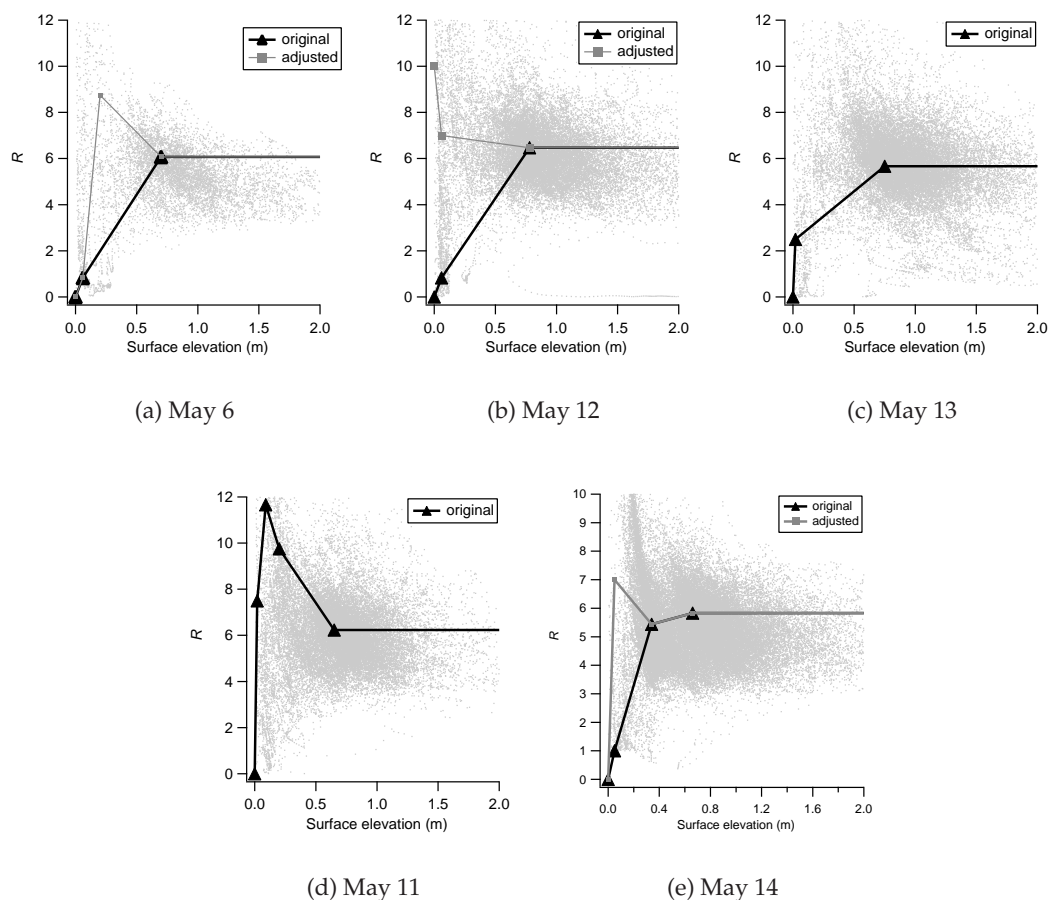 12
10
8
6
4
2
0
R
original
adjusted
0.0 0.5 1.0 1.5 2.0
Surface elevation (m)
(a) May 6
12
10
8
6
4
2
0
R
original
adjusted
0.0 0.5 1.0 1.5 2.0
Surface elevation (m)
(b) May 12
12
10
8
6
4
2
0
R
original
0.0 0.5 1.0 1.5 2.0
Surface elevation (m)
(c) May 13
12
10
8
6
4
2
0
R
original
0.0 0.5 1.0 1.5 2.0
Surface elevation (m)
(d) May 11
10
9
8
7
6
5
4
3
2
1
0
R
original
adjusted
0.0 0.4 0.8 1.2 1.6 2.0
Surface elevation (m)
(e) May 14